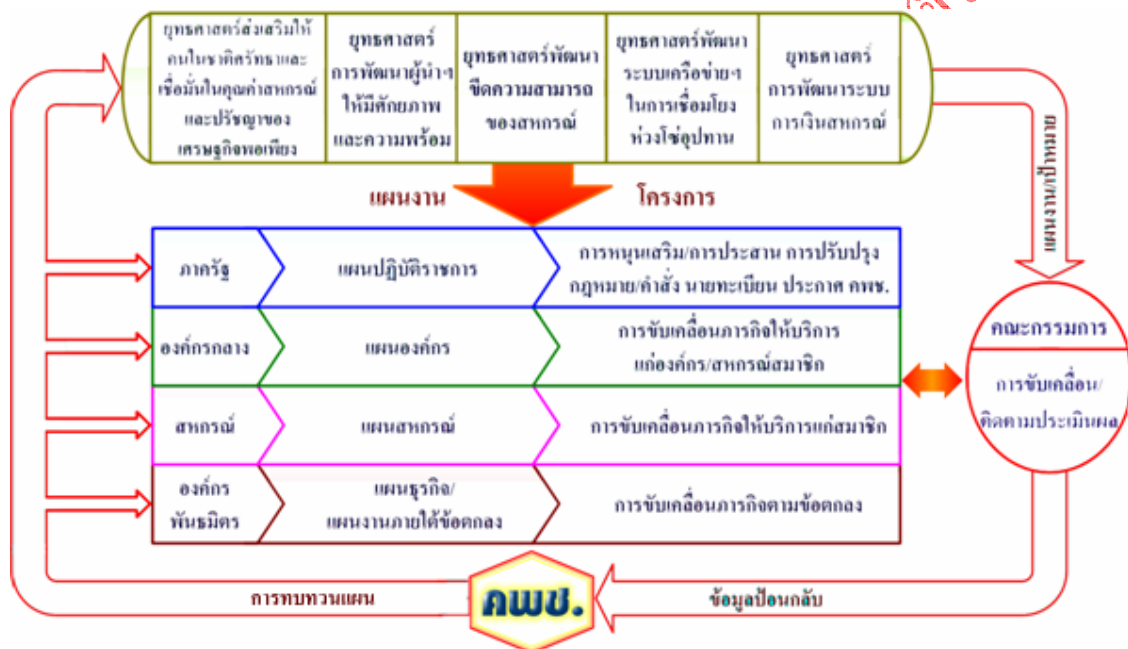 ยุทธศาสตร์ส่งเสริมให้
คนในชาติศรัทธาและ
เชื่อมั่นในคุณค่าสหกรณ์
และปรัชญาของ
เศรษฐกิจพอเพียง
ยุทธศาสตร์
การพัฒนาผู้นำฯ
ให้มีศักยภาพ
และความพร้อม
ยุทธศาสตร์พัฒนา
ขีดความสามารถ
ของสหกรณ์
ยุทธศาสตร์พัฒนา
ระบบเครือข่ายฯ
ในการเชื่อมโยง
ห่วงโซ่อุปทาน
ยุทธศาสตร์
การพัฒนาระบบ
การเงินสหกรณ์
แผนงาน
โครงการ
แผนงาน/เป้าหมาย
ภาครัฐ
แผนปฏิบัติราชการ
การหนุนเสริม/การประสาน การปรับปรุง
กฎหมาย/คำสั่ง นายทะเบียน ประกาศ คพช.
องค์กรกลาง
แผนองค์กร
การขับเคลื่อนภารกิจให้บริการ
แก่องค์กร/สหกรณ์สมาชิก
สหกรณ์
แผนสหกรณ์
การขับเคลื่อนภารกิจให้บริการแก่สมาชิก
องค์กร
พันธมิตร
แผนธุรกิจ/
แผนงานภายใต้ข้อตกลง
การขับเคลื่อนภารกิจตามข้อตกลง
คณะกรรมการ
การขับเคลื่อน/
ติดตามประเมินผล
การทบทวนแผน
คพช.
ข้อมูลป้อนกลับ